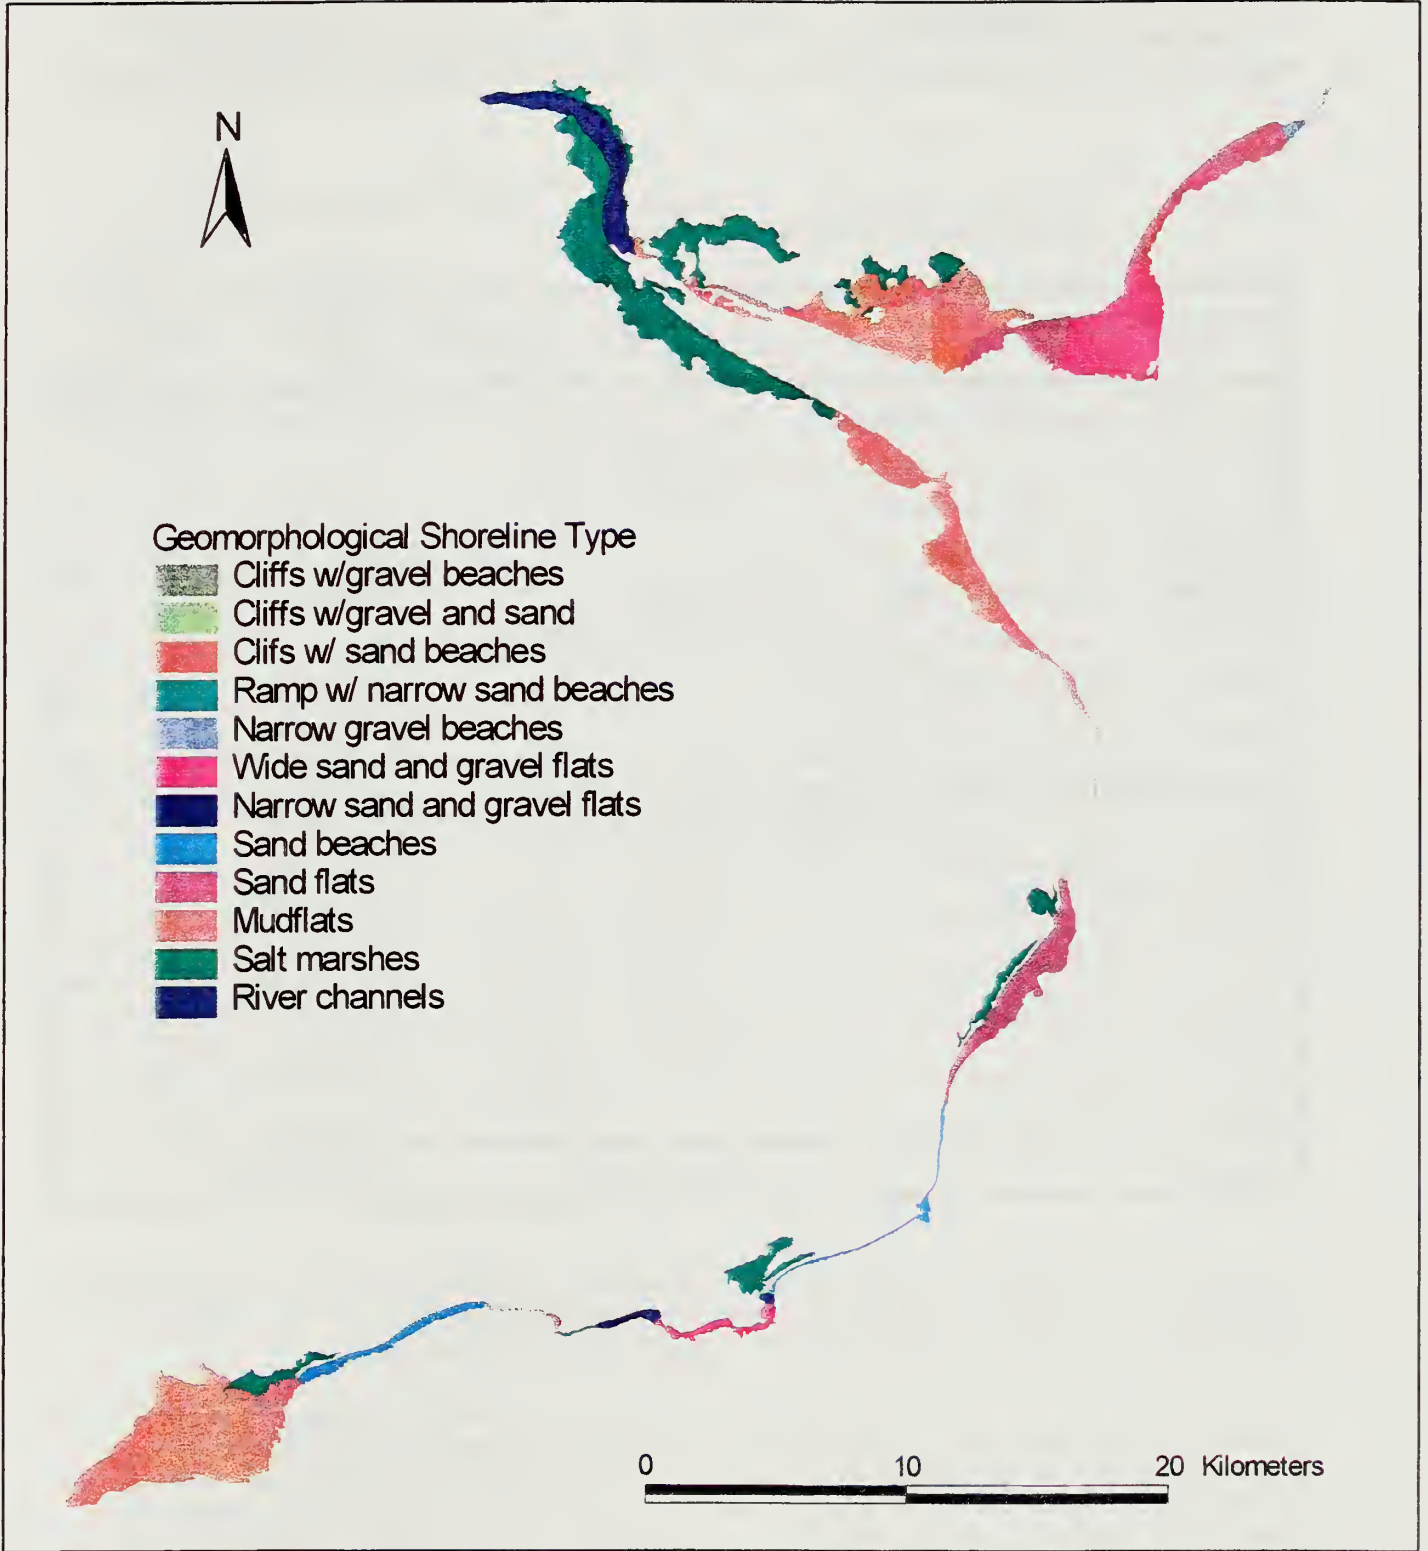 N
Geomorphological Shoreline Type
Cliffs w/gravel beaches
Cliffs w/gravel and sand
Clifs w/ sand beaches
Ramp w/ narrow sand beaches
Narrow gravel beaches
Wide sand and gravel flats
Narrow sand and gravel flats
Sand beaches
Sand flats
Mudflats
Salt marshes
River channels
0 10 20 Kilometers